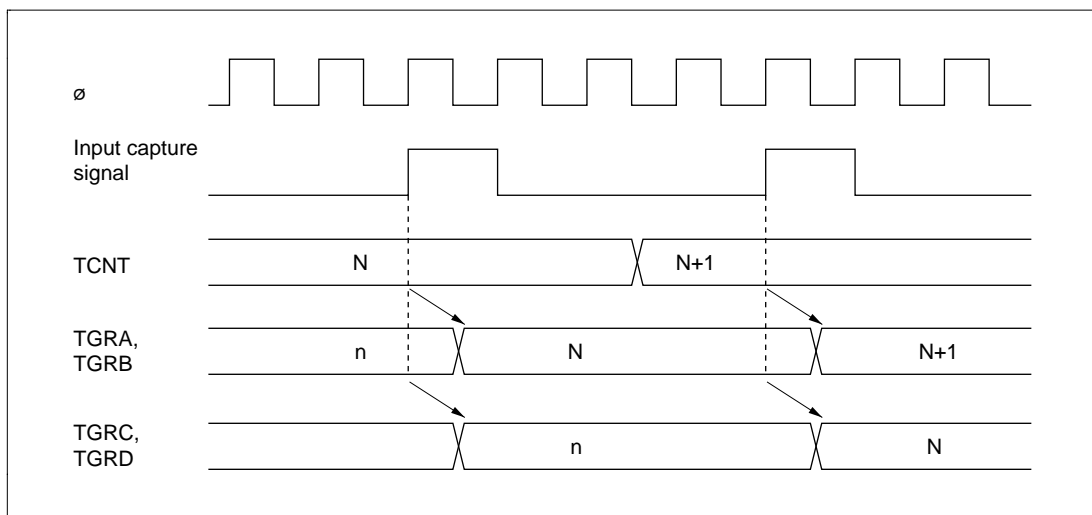 ø
Input capture
signal
TCNT
N
N+1
TGRA,
TGRB
n
N
N+1
TGRC,
TGRD
n
N